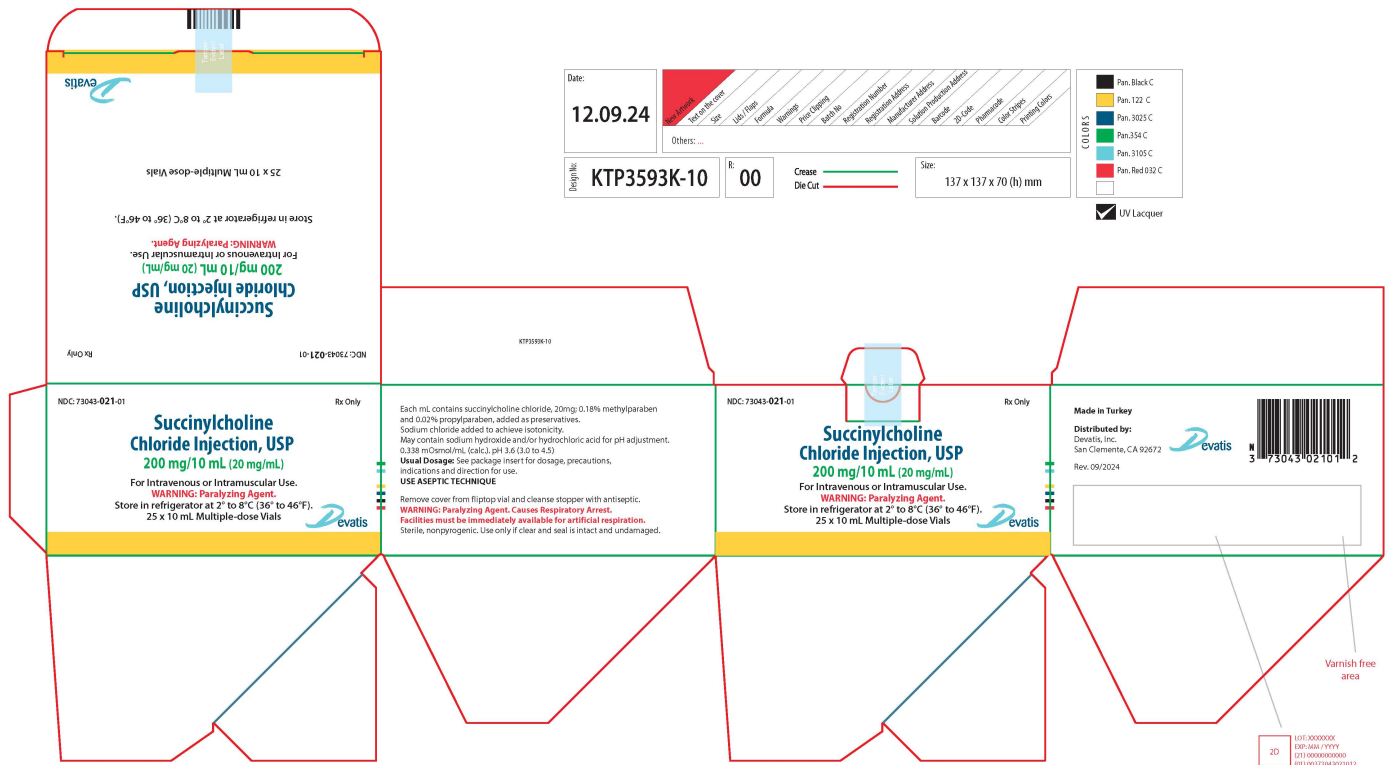 Date:
12.09.24
New Artwork
Text on the cover
Size
Lids / Flaps
Formula
Warnings
Price Clipping
Batch No
Registration Number
Registration Address
Manufacturer Address
Solution Production Address
Barcode
2D-Code
Pharmacode
Color Stripes
Printing Colors
Others: ...
Design No:
KTP3593K-10
R:
00
Crease
Die Cut
Size:
137 x 137 x 70 (h) mm
COLORS
Pan. Black C
Pan. 122 C
Pan. 3025 C
Pan.354 C
Pan. 3105 C
Pan. Red 032 C
UV Lacquer
NDC: 73043-021-01
Rx Only
Succinylcholine
Chloride Injection, USP
200 mg/10 mL (20 mg/mL)
For Intravenous or Intramuscular Use.
WARNING: Paralyzing Agent.
Store in refrigerator at 2° to 8°C (36° to 46°F).
25 x 10 mL Multiple-dose Vials
Devatis
KTP3593K-10
NDC: 73043-021-01
Rx Only
Succinylcholine
Chloride Injection, USP
200 mg/10 mL (20 mg/mL)
For Intravenous or Intramuscular Use.
WARNING: Paralyzing Agent.
Store in refrigerator at 2° to 8°C (36° to 46°F).
25 x 10 mL Multiple-dose Vials
Devatis
Each mL contains succinylcholine chloride, 20mg; 0.18% methylparaben
and 0.02% propylparaben, added as preservatives.
Sodium chloride added to achieve isotonicity.
May contain sodium hydroxide and/or hydrochloric acid for pH adjustment.
0.338 mOsmol/mL (calc.), pH 3.6 (3.0 to 4.5)
Usual Dosage: See package insert for dosage, precautions,
indications and direction for use.
USE ASEPTIC TECHNIQUE
Remove cover from fliptop vial and cleanse stopper with antiseptic.
WARNING: Paralyzing Agent. Causes Respiratory Arrest.
Facilities must be immediately available for artificial respiration.
Sterile, nonpyrogenic. Use only if clear and seal is intact and undamaged.
NDC: 73043-021-01
Rx Only
Succinylcholine
Chloride Injection, USP
200 mg/10 mL (20 mg/mL)
For Intravenous or Intramuscular Use.
WARNING: Paralyzing Agent.
Store in refrigerator at 2° to 8°C (36° to 46°F).
25 x 10 mL Multiple-dose Vials
Devatis
Made in Turkey
Distributed by:
Devatis, Inc.
San Clemente, CA 92672
Rev. 09/2024
Devatis
N
3 73043 02101 2
Varnish free
area
2D
LOT: XXXXXXX
EXP: MM / YYYY
(21) 00000000000